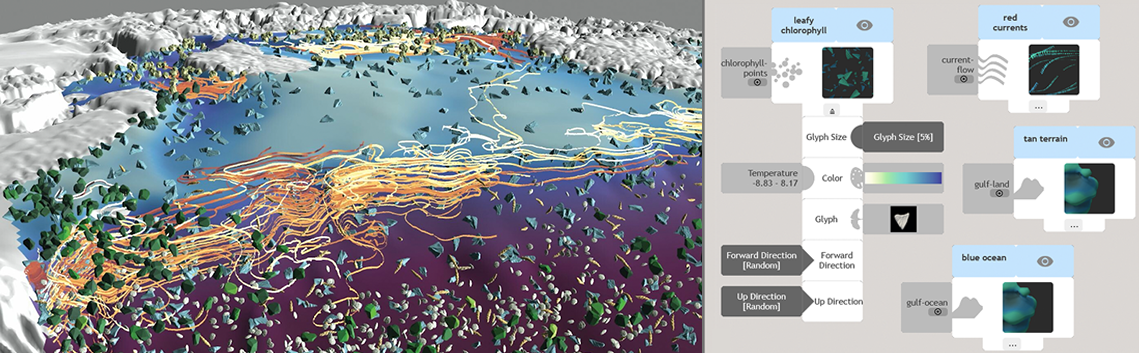 leafy
chlorophyll
chlorophyll-
points
Glyph Size
Glyph Size [5%]
Temperature
-8.83 - 8.17
Color
Glyph
Forward Direction
[Random]
Forward
Direction
Up Direction
[Random]
Up Direction
red
currents
current-
flow
...
tan terrain
gulf-land
...
blue ocean
gulf-ocean
...